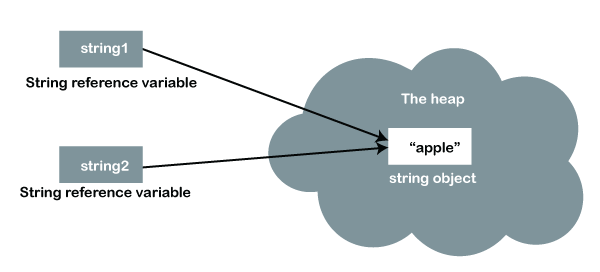 string1
String reference variable
The heap
“apple”
string object
string2
String reference variable